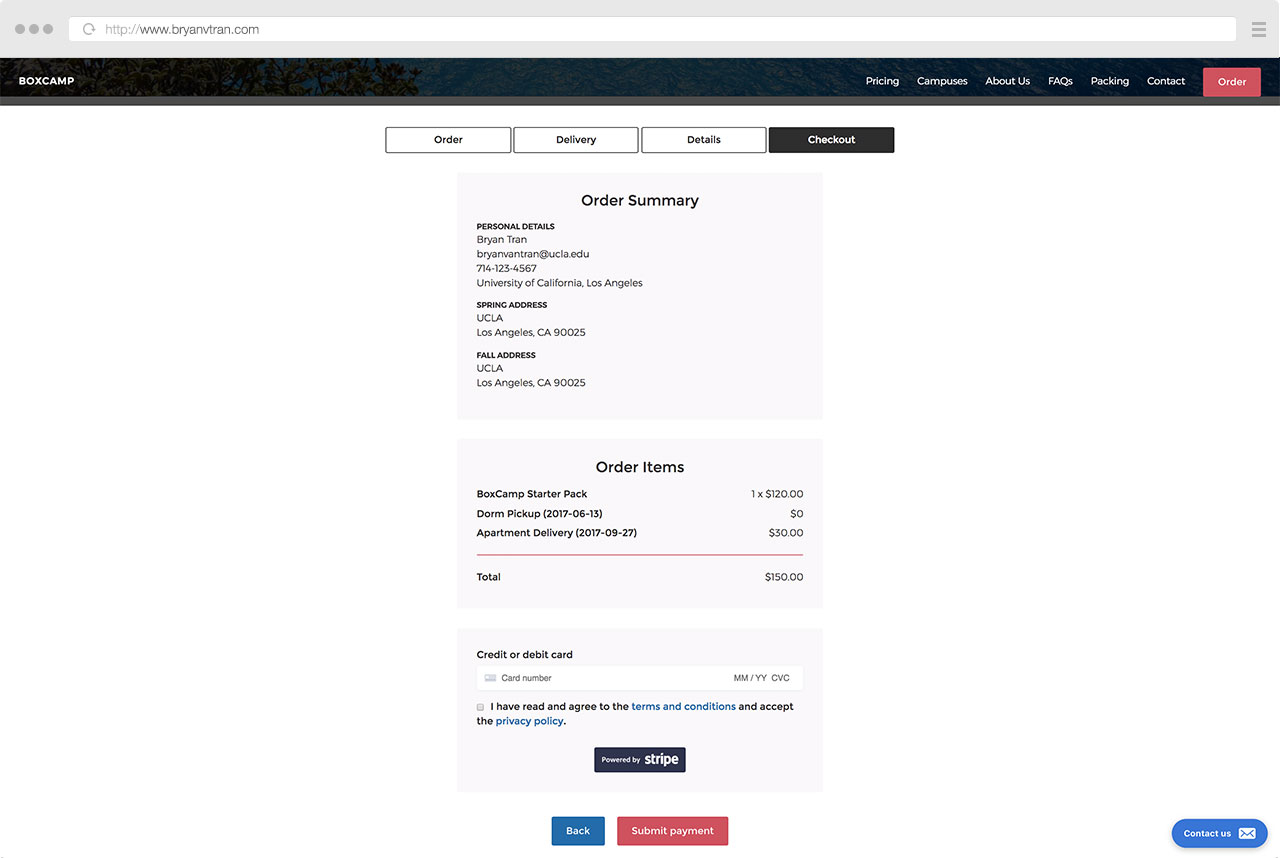 http://www.bryanvtran.com
BOXCAMP
Pricing Campuses About Us FAQs Packing Contact Order
Order Delivery Details Checkout
Order Summary
PERSONAL DETAILS
Bryan Tran
bryanvantran@ucla.edu
714-123-4567
University of California, Los Angeles
SPRING ADDRESS
UCLA
Los Angeles, CA 90025
FALL ADDRESS
UCLA
Los Angeles, CA 90025
Order Items
BoxCamp Starter Pack 1 x $120.00
Dorm Pickup (2017-06-13) $0
Apartment Delivery (2017-09-27) $30.00
Total $150.00
Credit or debit card
Card number MM / YY CVC
I have read and agree to the terms and conditions and accept
the privacy policy.
Powered by stripe
Back Submit payment
Contact us